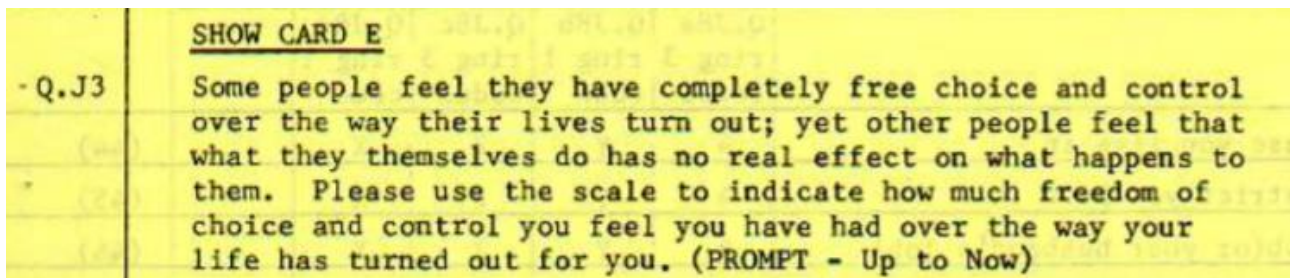 SHOW CARD E
- Q.J3 Some people feel they have completely free choice and control
over the way their lives turn out; yet other people feel that
what they themselves do has no real effect on what happens to
them. Please use the scale to indicate how much freedom of
choice and control you feel you have had over the way your
life has turned out for you. (PROMPT - Up to Now)